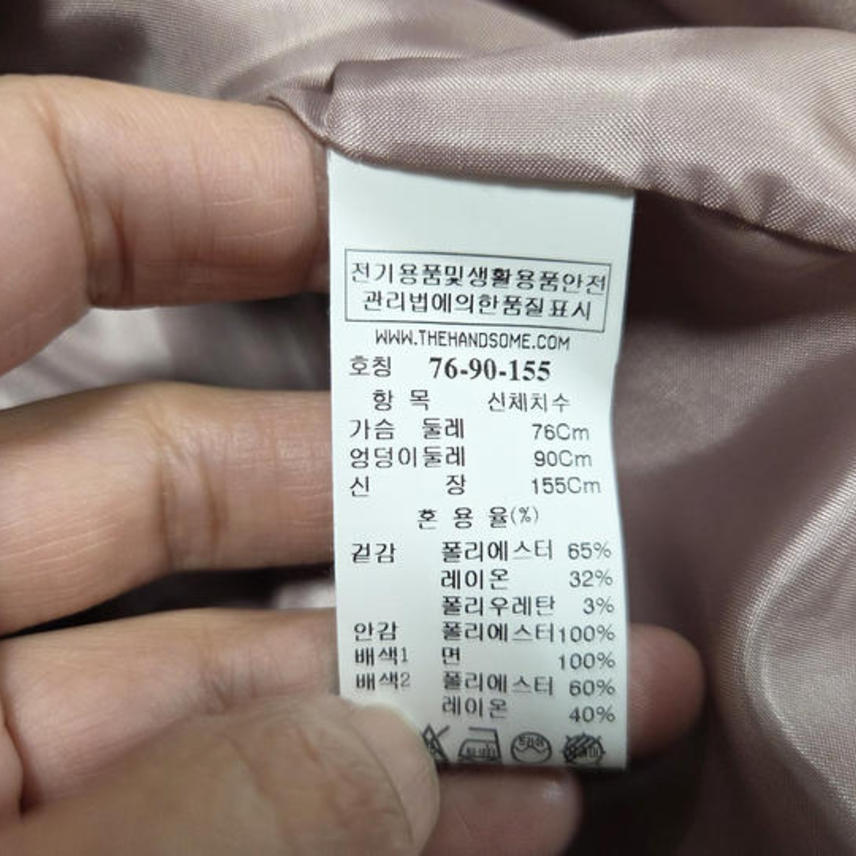 전기용품및생활용품안전
관리법에의한품질표시
WWW.THEHANDSOME.COM
호칭 76-90-155
항 목 신체치수
가슴 둘레 76Cm
엉덩이둘레 90Cm
신 장 155Cm
혼 용 율(%)
겉감 폴리에스터 65%
레이온 32%
폴리우레탄 3%
안감 폴리에스터 100%
배색1 면 100%
배색2 폴리에스터 60%
레이온 40%